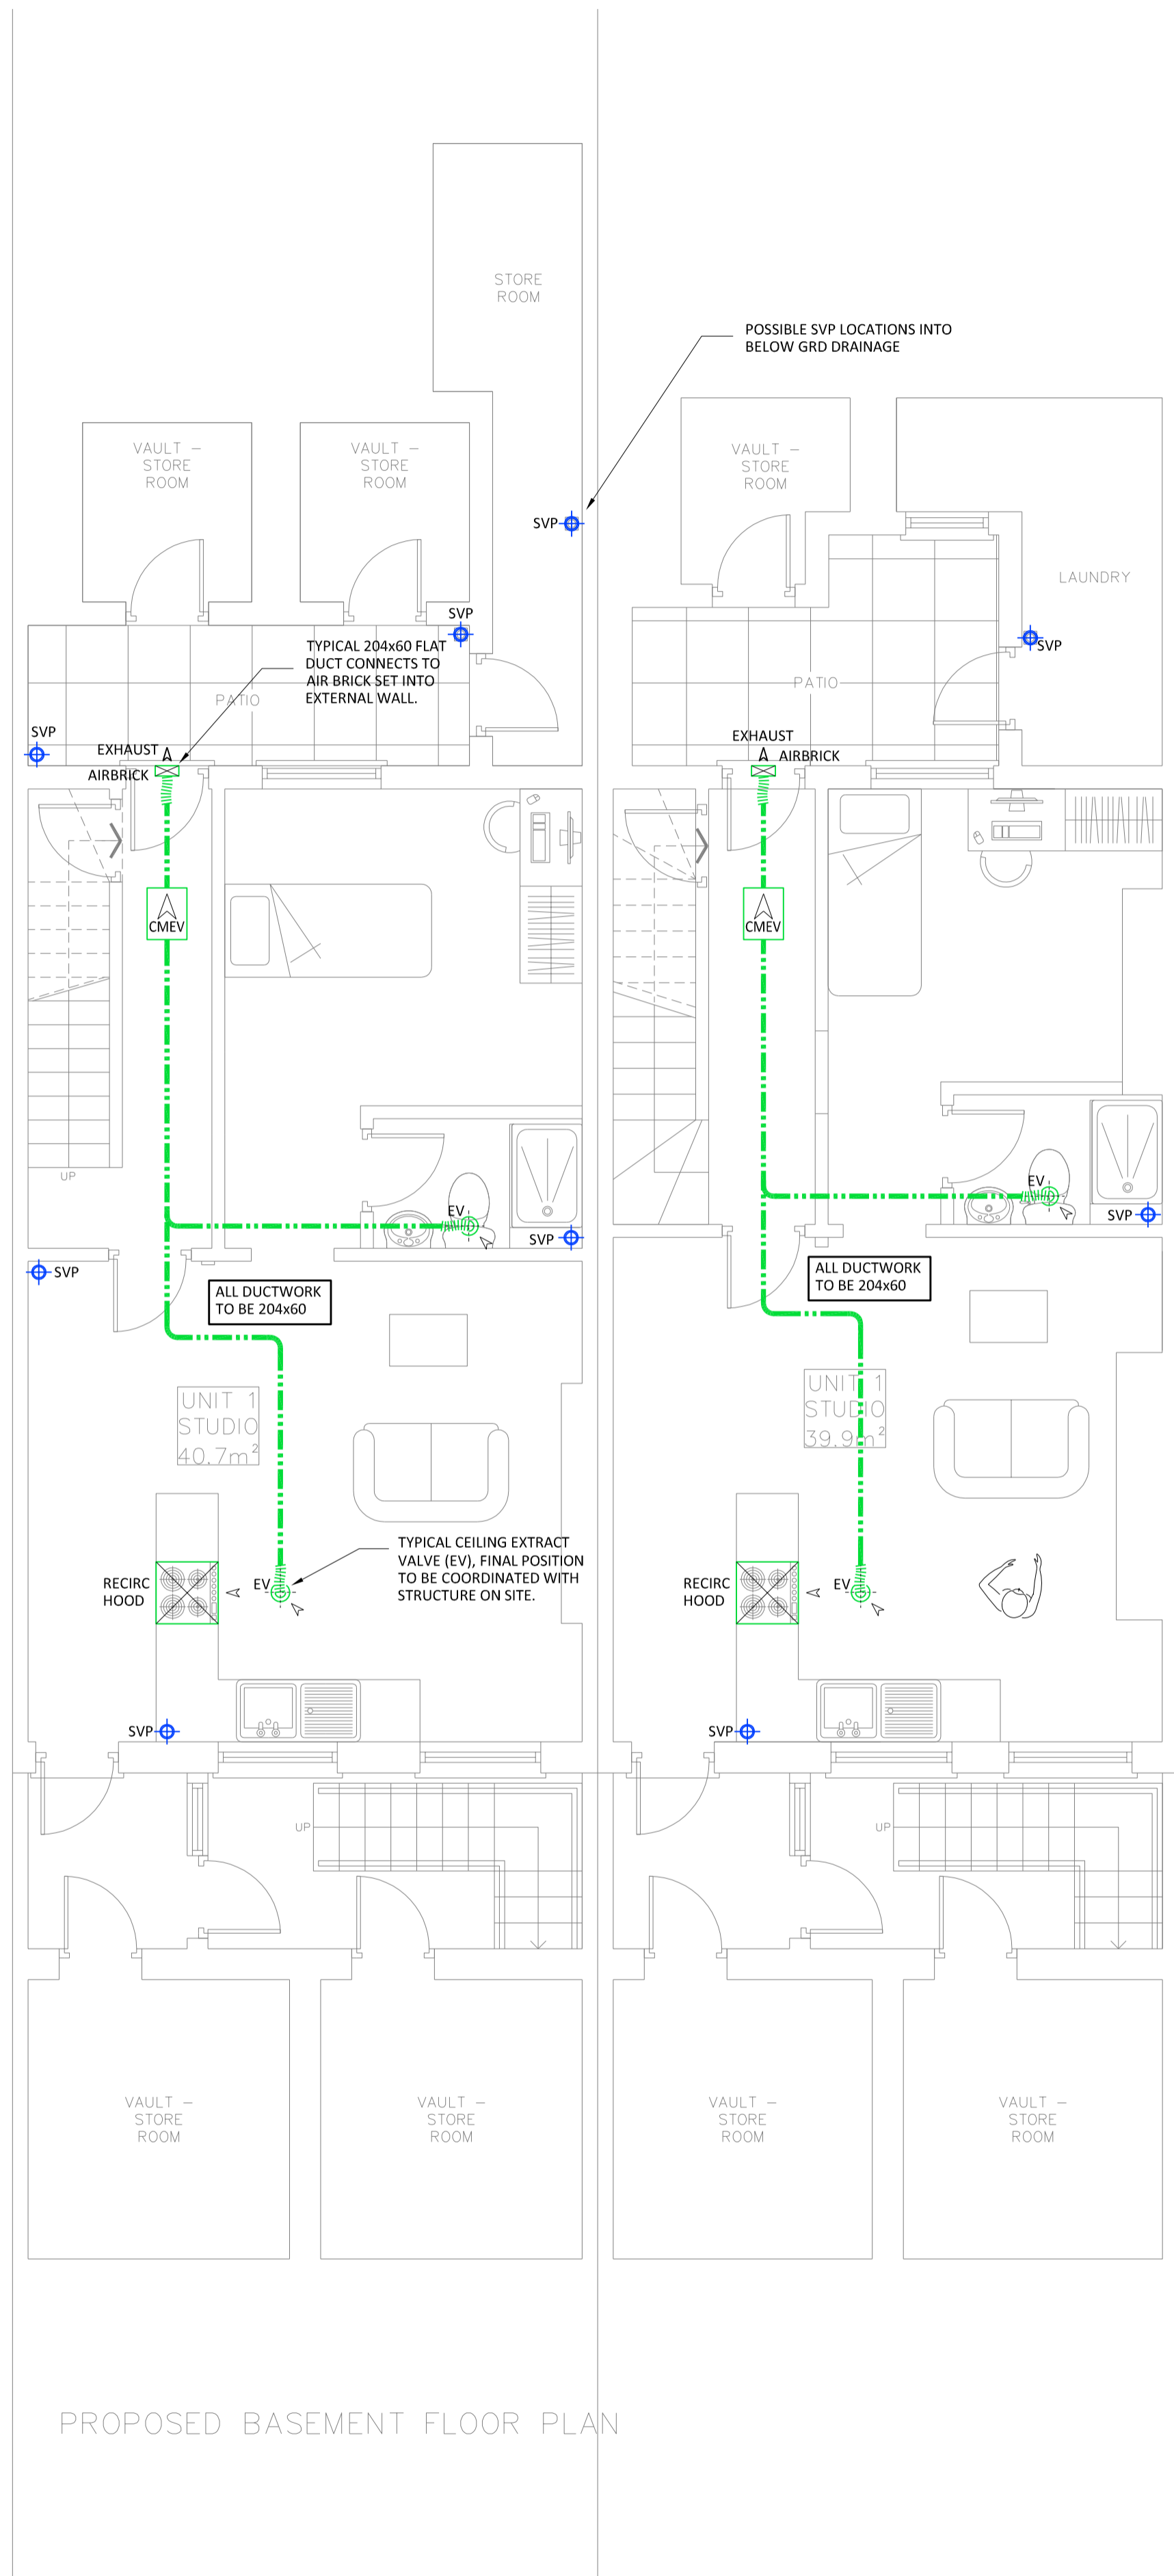 STORE
ROOM
POSSIBLE SVP LOCATIONS INTO
BELOW GRD DRAINAGE
VAULT -
STORE
ROOM
VAULT -
STORE
ROOM
VAULT -
STORE
ROOM
SVP
LAUNDRY
SVP
SVP
TYPICAL 204x60 FLAT
DUCT CONNECTS TO
AIR BRICK SET INTO
EXTERNAL WALL.
PATIO
PATIO
SVP
EXHAUST
AIRBRICK
EXHAUST
AIRBRICK
CMEV
CMEV
UP
EV
SVP
EV
SVP
SVP
ALL DUCTWORK
TO BE 204x60
ALL DUCTWORK
TO BE 204x60
UNIT 1
STUDIO
40.7m²
UNIT 1
STUDIO
39.9m²
TYPICAL CEILING EXTRACT
VALVE (EV), FINAL POSITION
TO BE COORDINATED WITH
STRUCTURE ON SITE.
RECIRC
HOOD
EV
RECIRC
HOOD
EV
SVP
SVP
UP
UP
VAULT -
STORE
ROOM
VAULT -
STORE
ROOM
VAULT -
STORE
ROOM
VAULT -
STORE
ROOM
PROPOSED BASEMENT FLOOR PLAN